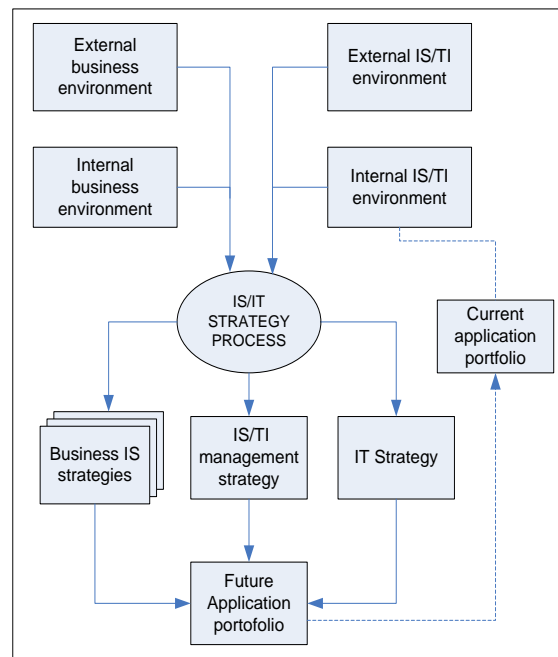 External
business
environment
External IS/TI
environment
Internal
business
environment
Internal IS/TI
environment
IS/IT
STRATEGY
PROCESS
Current
application
portfolio
Business IS
strategies
IS/TI
management
strategy
IT Strategy
Future
Application
portofolio